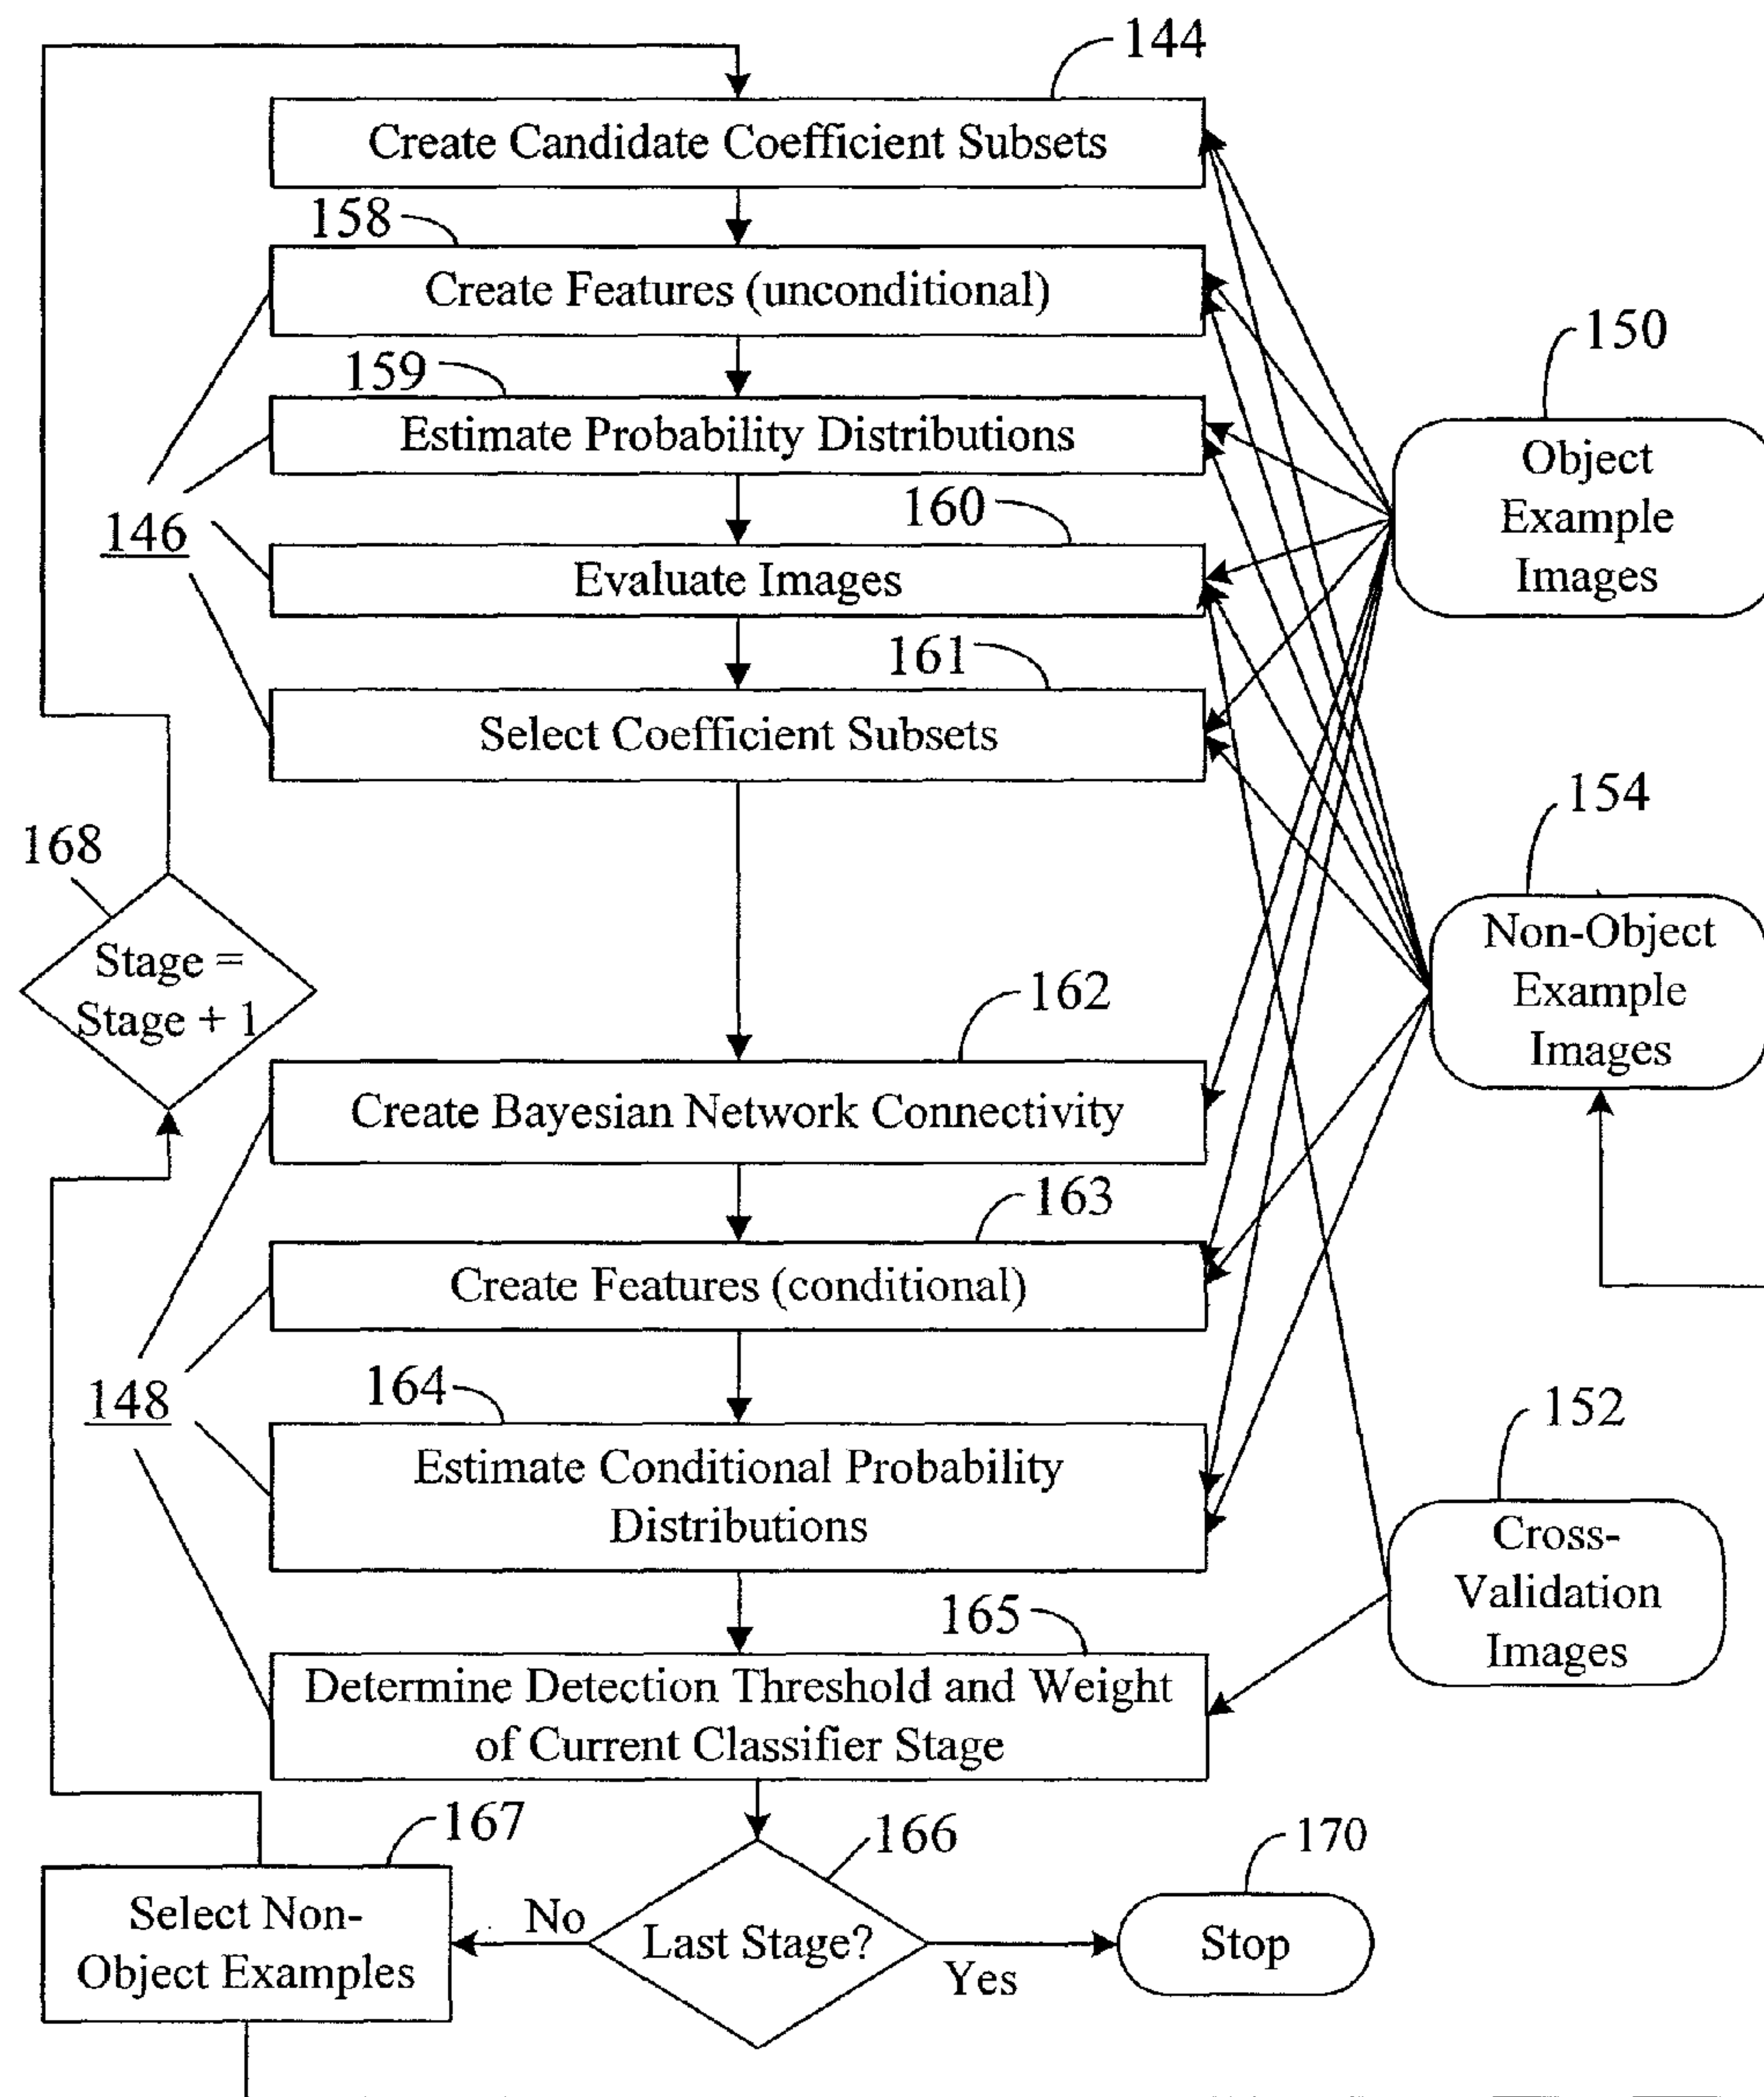 144
Create Candidate Coefficient Subsets
158
Create Features (unconditional)
150
159
Estimate Probability Distributions
Object
Example
Images
160
146
Evaluate Images
161
Select Coefficient Subsets
154
168
Non-Object
Example
Images
Stage =
Stage + 1
162
Create Bayesian Network Connectivity
163
Create Features (conditional)
164
148
152
Estimate Conditional Probability
Distributions
Cross-
Validation
Images
165
Determine Detection Threshold and Weight
of Current Classifier Stage
167
166
170
Select Non-
Object Examples
No
Last Stage?
Yes
Stop